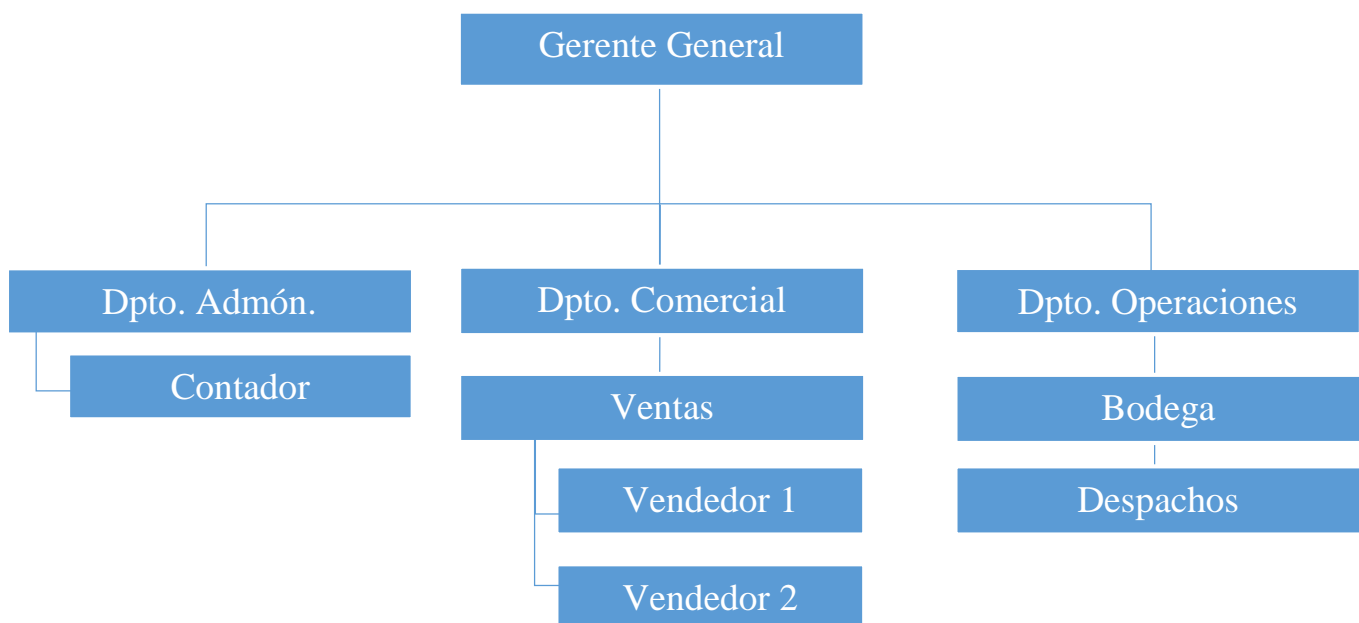 Gerente General
Dpto. Admón.
Contador
Dpto. Comercial
Ventas
Vendedor 1
Vendedor 2
Dpto. Operaciones
Bodega
Despachos